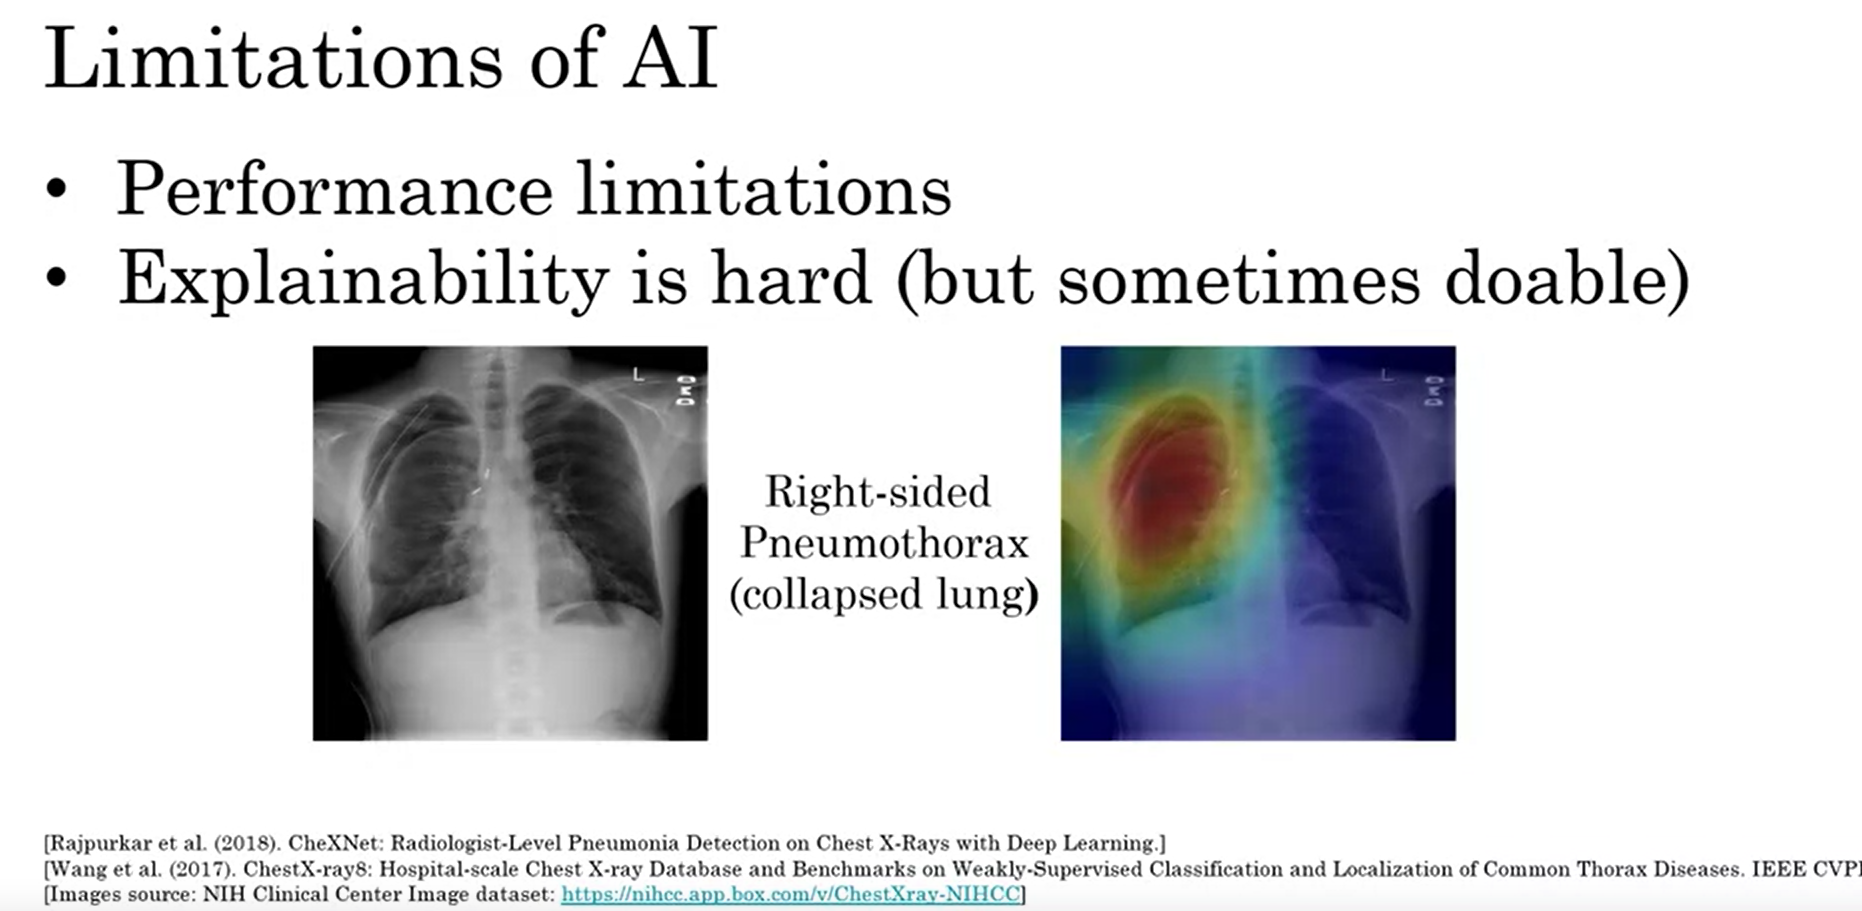 Limitations of AI
• Performance limitations
• Explainability is hard (but sometimes doable)
L
Right-sided
Pneumothorax
(collapsed lung)
L
[Rajpurkar et al. (2018). CheXNet: Radiologist-Level Pneumonia Detection on Chest X-Rays with Deep Learning.]
[Wang et al. (2017). ChestX-ray8: Hospital-scale Chest X-ray Database and Benchmarks on Weakly-Supervised Classification and Localization of Common Thorax Diseases. IEEE CVP
[Images source: NIH Clinical Center Image dataset: https://nihcc.app.box.com/v/ChestXray-NIHCC]